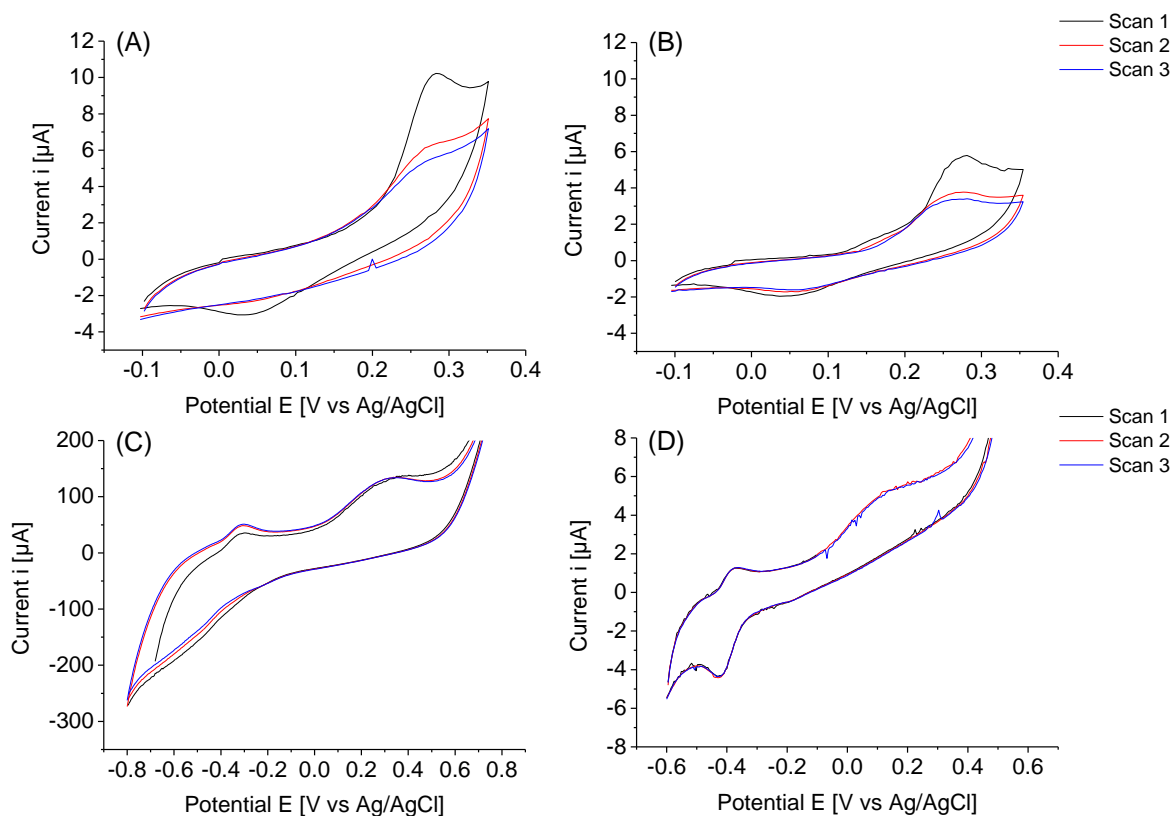 (A)
12
10
8
6
4
2
0
-2
-4
Current i [µA]
-0.1 0.0 0.1 0.2 0.3 0.4
Potential E [V vs Ag/AgCl]
(B)
12
10
8
6
4
2
0
-2
-4
Current i [µA]
-0.1 0.0 0.1 0.2 0.3 0.4
Potential E [V vs Ag/AgCl]
Scan 1
Scan 2
Scan 3
(C)
200
100
0
-100
-200
-300
Current i [µA]
-0.8 -0.6 -0.4 -0.2 0.0 0.2 0.4 0.6 0.8
Potential E [V vs Ag/AgCl]
(D)
8
6
4
2
0
-2
-4
-6
-8
Current i [µA]
-0.6 -0.4 -0.2 0.0 0.2 0.4 0.6
Potential E [V vs Ag/AgCl]
Scan 1
Scan 2
Scan 3